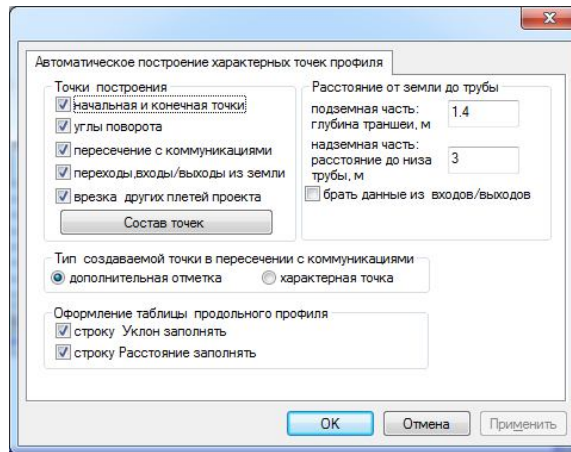 Автоматическое построение характерных точек профиля
Точки построения
начальная и конечная точки
углы поворота
пересечение с коммуникациями
переходы,входы/выходы из земли
врезка других плетей проекта
Состав точек
Расстояние от земли до трубы
подземная часть:
глубина траншеи, м
1.4
надземная часть:
расстояние до низа
трубы, м
3
брать данные из входов/выходов
Тип создаваемой точки в пересечении с коммуникациями
дополнительная отметка
характерная точка
Оформление таблицы продольного профиля
строку Уклон заполнять
строку Расстояние заполнять
OK
Отмена
Применить